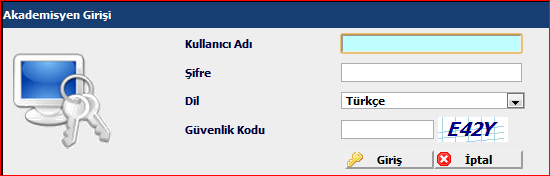 Akademisyen Girişi
Kullanıcı Adı
Şifre
Dil Türkçe
Güvenlik Kodu E42Y
Giriş İptal